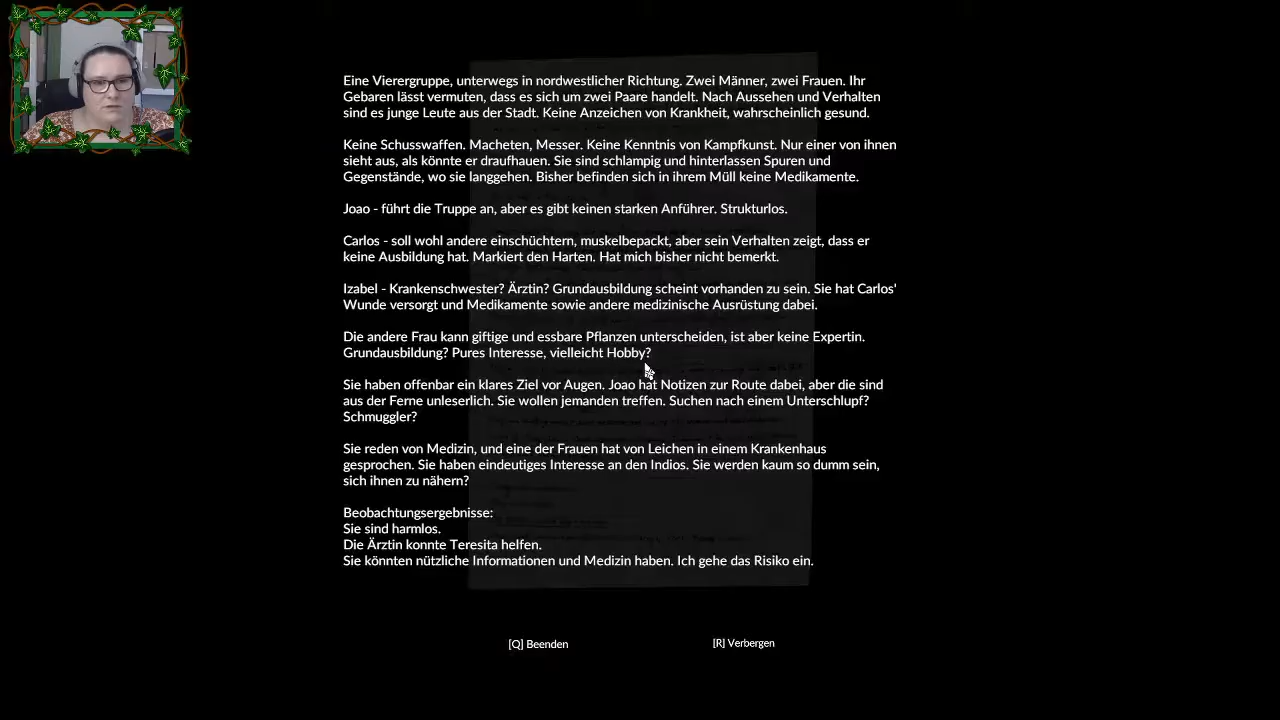 Eine Vierergruppe, unterwegs in nordwestlicher Richtung. Zwei Männer, zwei Frauen. Ihr
Gebaren lässt vermuten, dass es sich um zwei Paare handelt. Nach Aussehen und Verhalten
sind es junge Leute aus der Stadt. Keine Anzeichen von Krankheit, wahrscheinlich gesund.
Keine Schusswaffen. Macheten, Messer. Keine Kenntnis von Kampfkunst. Nur einer von ihnen
sieht aus, als könnte er draufhauen. Sie sind schlampig und hinterlassen Spuren und
Gegenstände, wo sie langgehen. Bisher befinden sich in ihrem Müll keine Medikamente.
Joao - führt die Truppe an, aber es gibt keinen starken Anführer. Strukturlos.
Carlos - soll wohl andere einschüchtern, muskelbepackt, aber sein Verhalten zeigt, dass er
keine Ausbildung hat. Markiert den Harten. Hat mich bisher nicht bemerkt.
Izabel - Krankenschwester? Ärztin? Grundausbildung scheint vorhanden zu sein. Sie hat Carlos'
Wunde versorgt und Medikamente sowie andere medizinische Ausrüstung dabei.
Die andere Frau kann giftige und essbare Pflanzen unterscheiden, ist aber keine Expertin.
Grundausbildung? Pures Interesse, vielleicht Hobby?
Sie haben offenbar ein klares Ziel vor Augen. Joao hat Notizen zur Route dabei, aber die sind
aus der Ferne unleserlich. Sie wollen jemanden treffen. Suchen nach einem Unterschlupf?
Schmuggler?
Sie reden von Medizin, und eine der Frauen hat von Leichen in einem Krankenhaus
gesprochen. Sie haben eindeutiges Interesse an den Indios. Sie werden kaum so dumm sein,
sich ihnen zu nähern?
Beobachtungsergebnisse:
Sie sind harmlos.
Die Ärztin konnte Teresita helfen.
Sie könnten nützliche Informationen und Medizin haben. Ich gehe das Risiko ein.
[Q] Beenden
[R] Verbergen